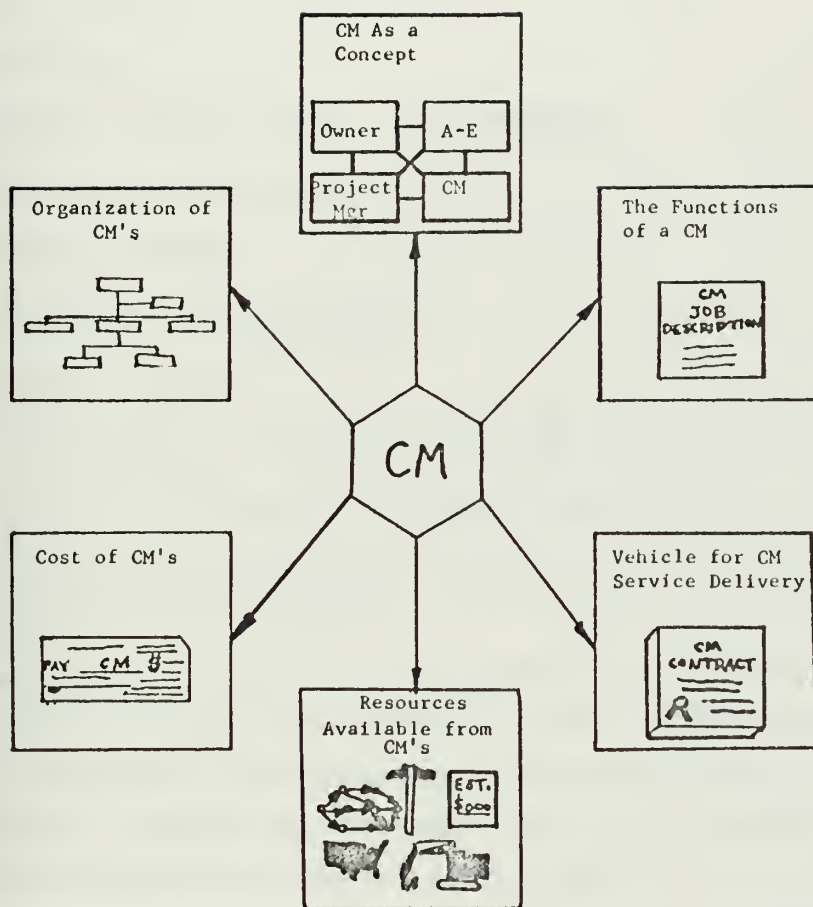 CM As a
Concept
Owner
A-E
Project
Mgr
CM
Organization of
CM's
The Functions
of a CM
CM
JOB
DESCRIPTION
CM
Cost of CM's
PAY CM $
Vehicle for CM
Service Delivery
CM
CONTRACT
Resources
Available from
CM's
EST.
$000